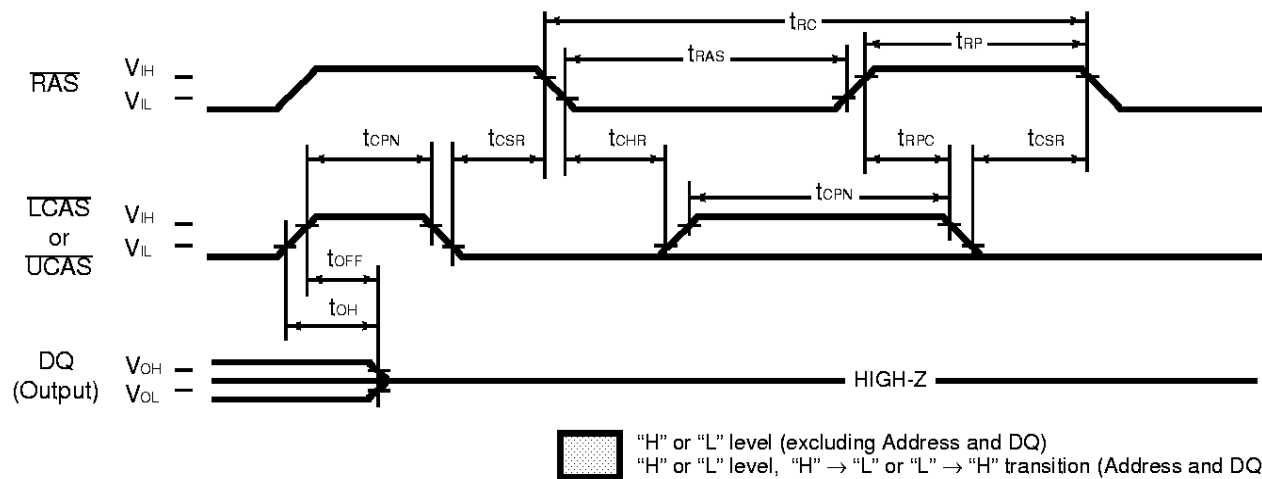 tRC
tRAS
tRP
RAS
VIH
VIL
tCPN
tCSR
tCHR
tRPC
tCSR
LCAS
or
UCAS
VIH
VIL
tCPN
tOFF
tOH
DQ
(Output)
VOH
VOL
HIGH-Z
“H” or “L” level (excluding Address and DQ)
“H” or “L” level, “H” → “L” or “L” → “H” transition (Address and DQ